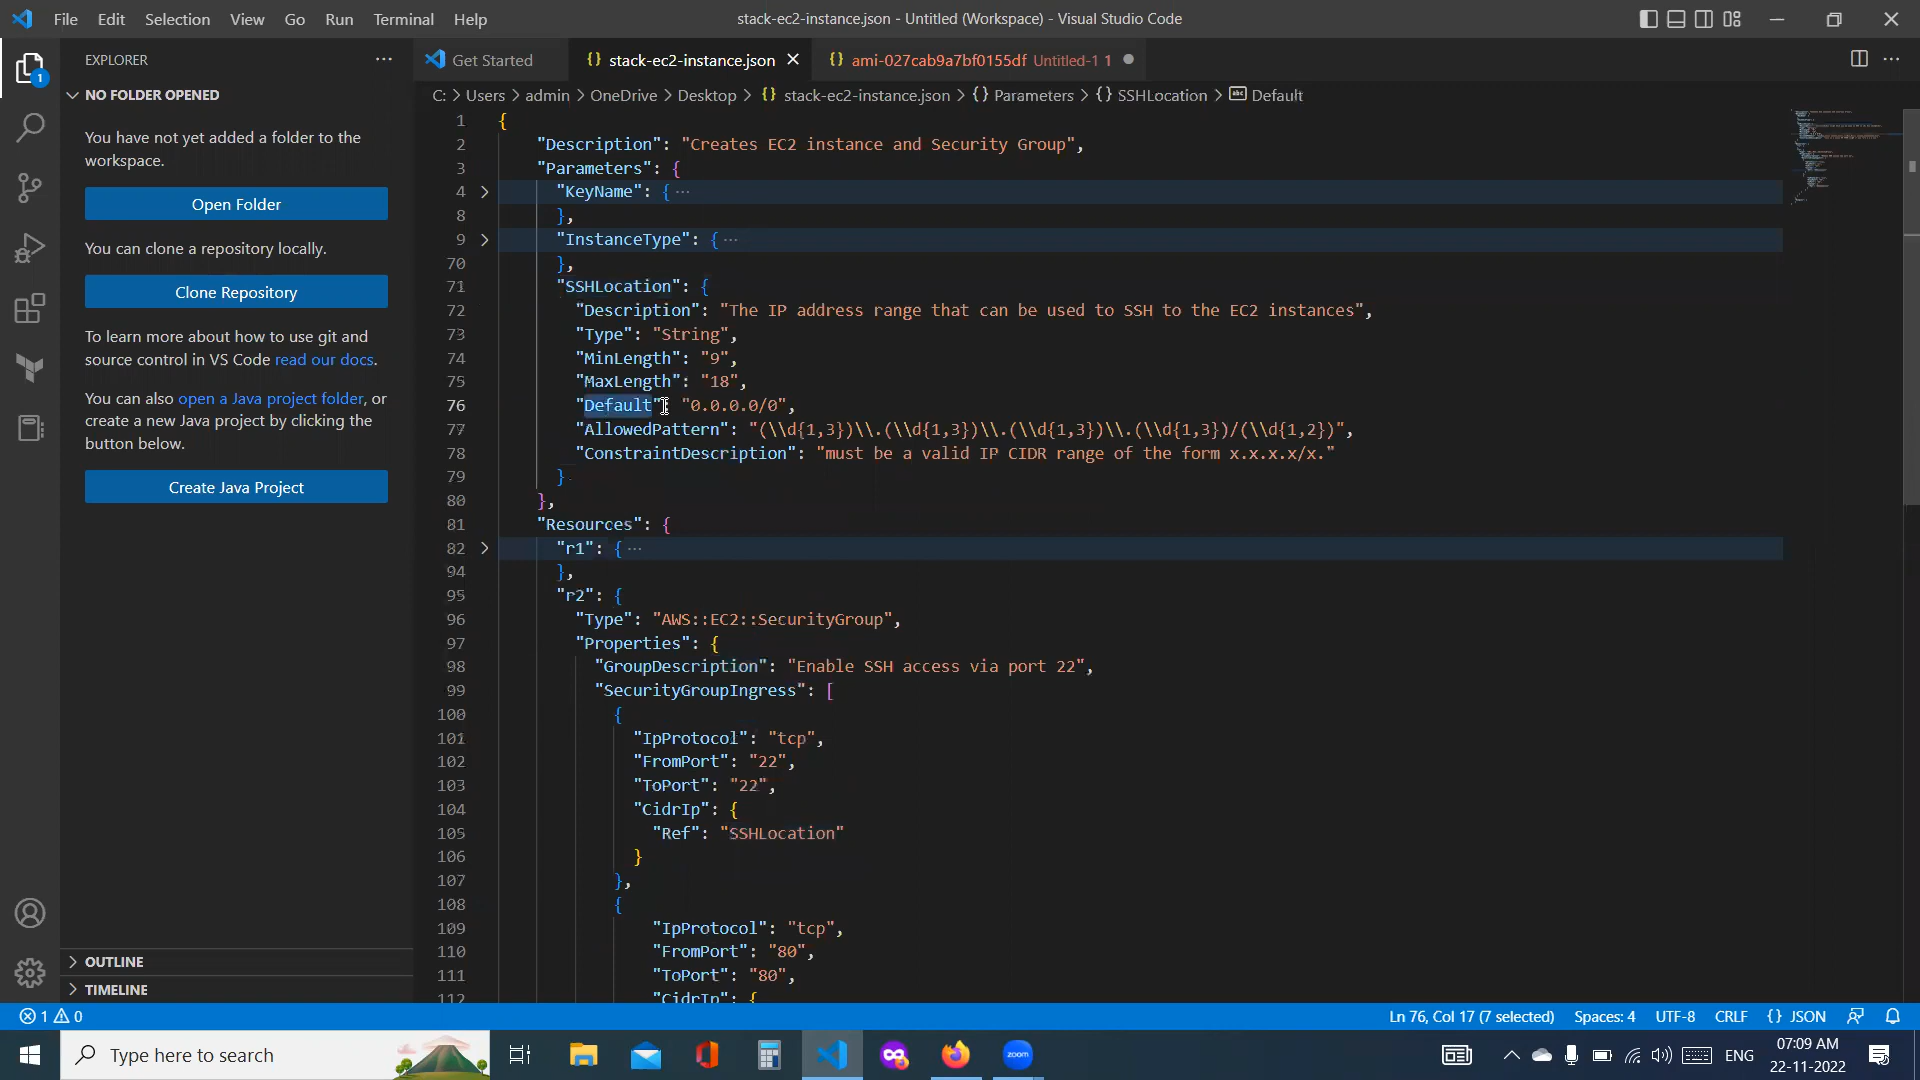 File Edit Selection View Go Run Terminal Help
stack-ec2-instance.json - Untitled (Workspace) - Visual Studio Code
EXPLORER
NO FOLDER OPENED
You have not yet added a folder to the
workspace.
Open Folder
You can clone a repository locally.
Clone Repository
To learn more about how to use git and
source control in VS Code read our docs.
You can also open a Java project folder, or
create a new Java project by clicking the
button below.
Create Java Project
OUTLINE
TIMELINE
Get Started
{} stack-ec2-instance.json
{} ami-027cab9a7bf0155df Untitled-1 1
C: > Users > admin > OneDrive > Desktop > {} stack-ec2-instance.json > {} Parameters > {} SSHLocation > Default
1 {
2 "Description": "Creates EC2 instance and Security Group",
3 "Parameters": {
4 "KeyName": { ···
8 },
9 "InstanceType": { ···
70 },
71 "SSHLocation": {
72 "Description": "The IP address range that can be used to SSH to the EC2 instances",
73 "Type": "String",
74 "MinLength": "9",
75 "MaxLength": "18",
76 "Default": "0.0.0.0/0",
77 "AllowedPattern": "(\\d{1,3})\\.(\\d{1,3})\\.(\\d{1,3})\\.(\\d{1,3})/(\\d{1,2})",
78 "ConstraintDescription": "must be a valid IP CIDR range of the form x.x.x.x/x."
79 }
80 },
81 "Resources": {
82 "r1": { ···
94 },
95 "r2": {
96 "Type": "AWS::EC2::SecurityGroup",
97 "Properties": {
98 "GroupDescription": "Enable SSH access via port 22",
99 "SecurityGroupIngress": [
100 {
101 "IpProtocol": "tcp",
102 "FromPort": "22",
103 "ToPort": "22",
104 "CidrIp": {
105 "Ref": "SSHLocation"
106 }
107 },
108 {
109 "IpProtocol": "tcp",
110 "FromPort": "80",
111 "ToPort": "80",
112 "CidrIp": {
1 0
Ln 76, Col 17 (7 selected) Spaces: 4 UTF-8 CRLF {} JSON
Type here to search
zoom
ENG
07:09 AM
22-11-2022